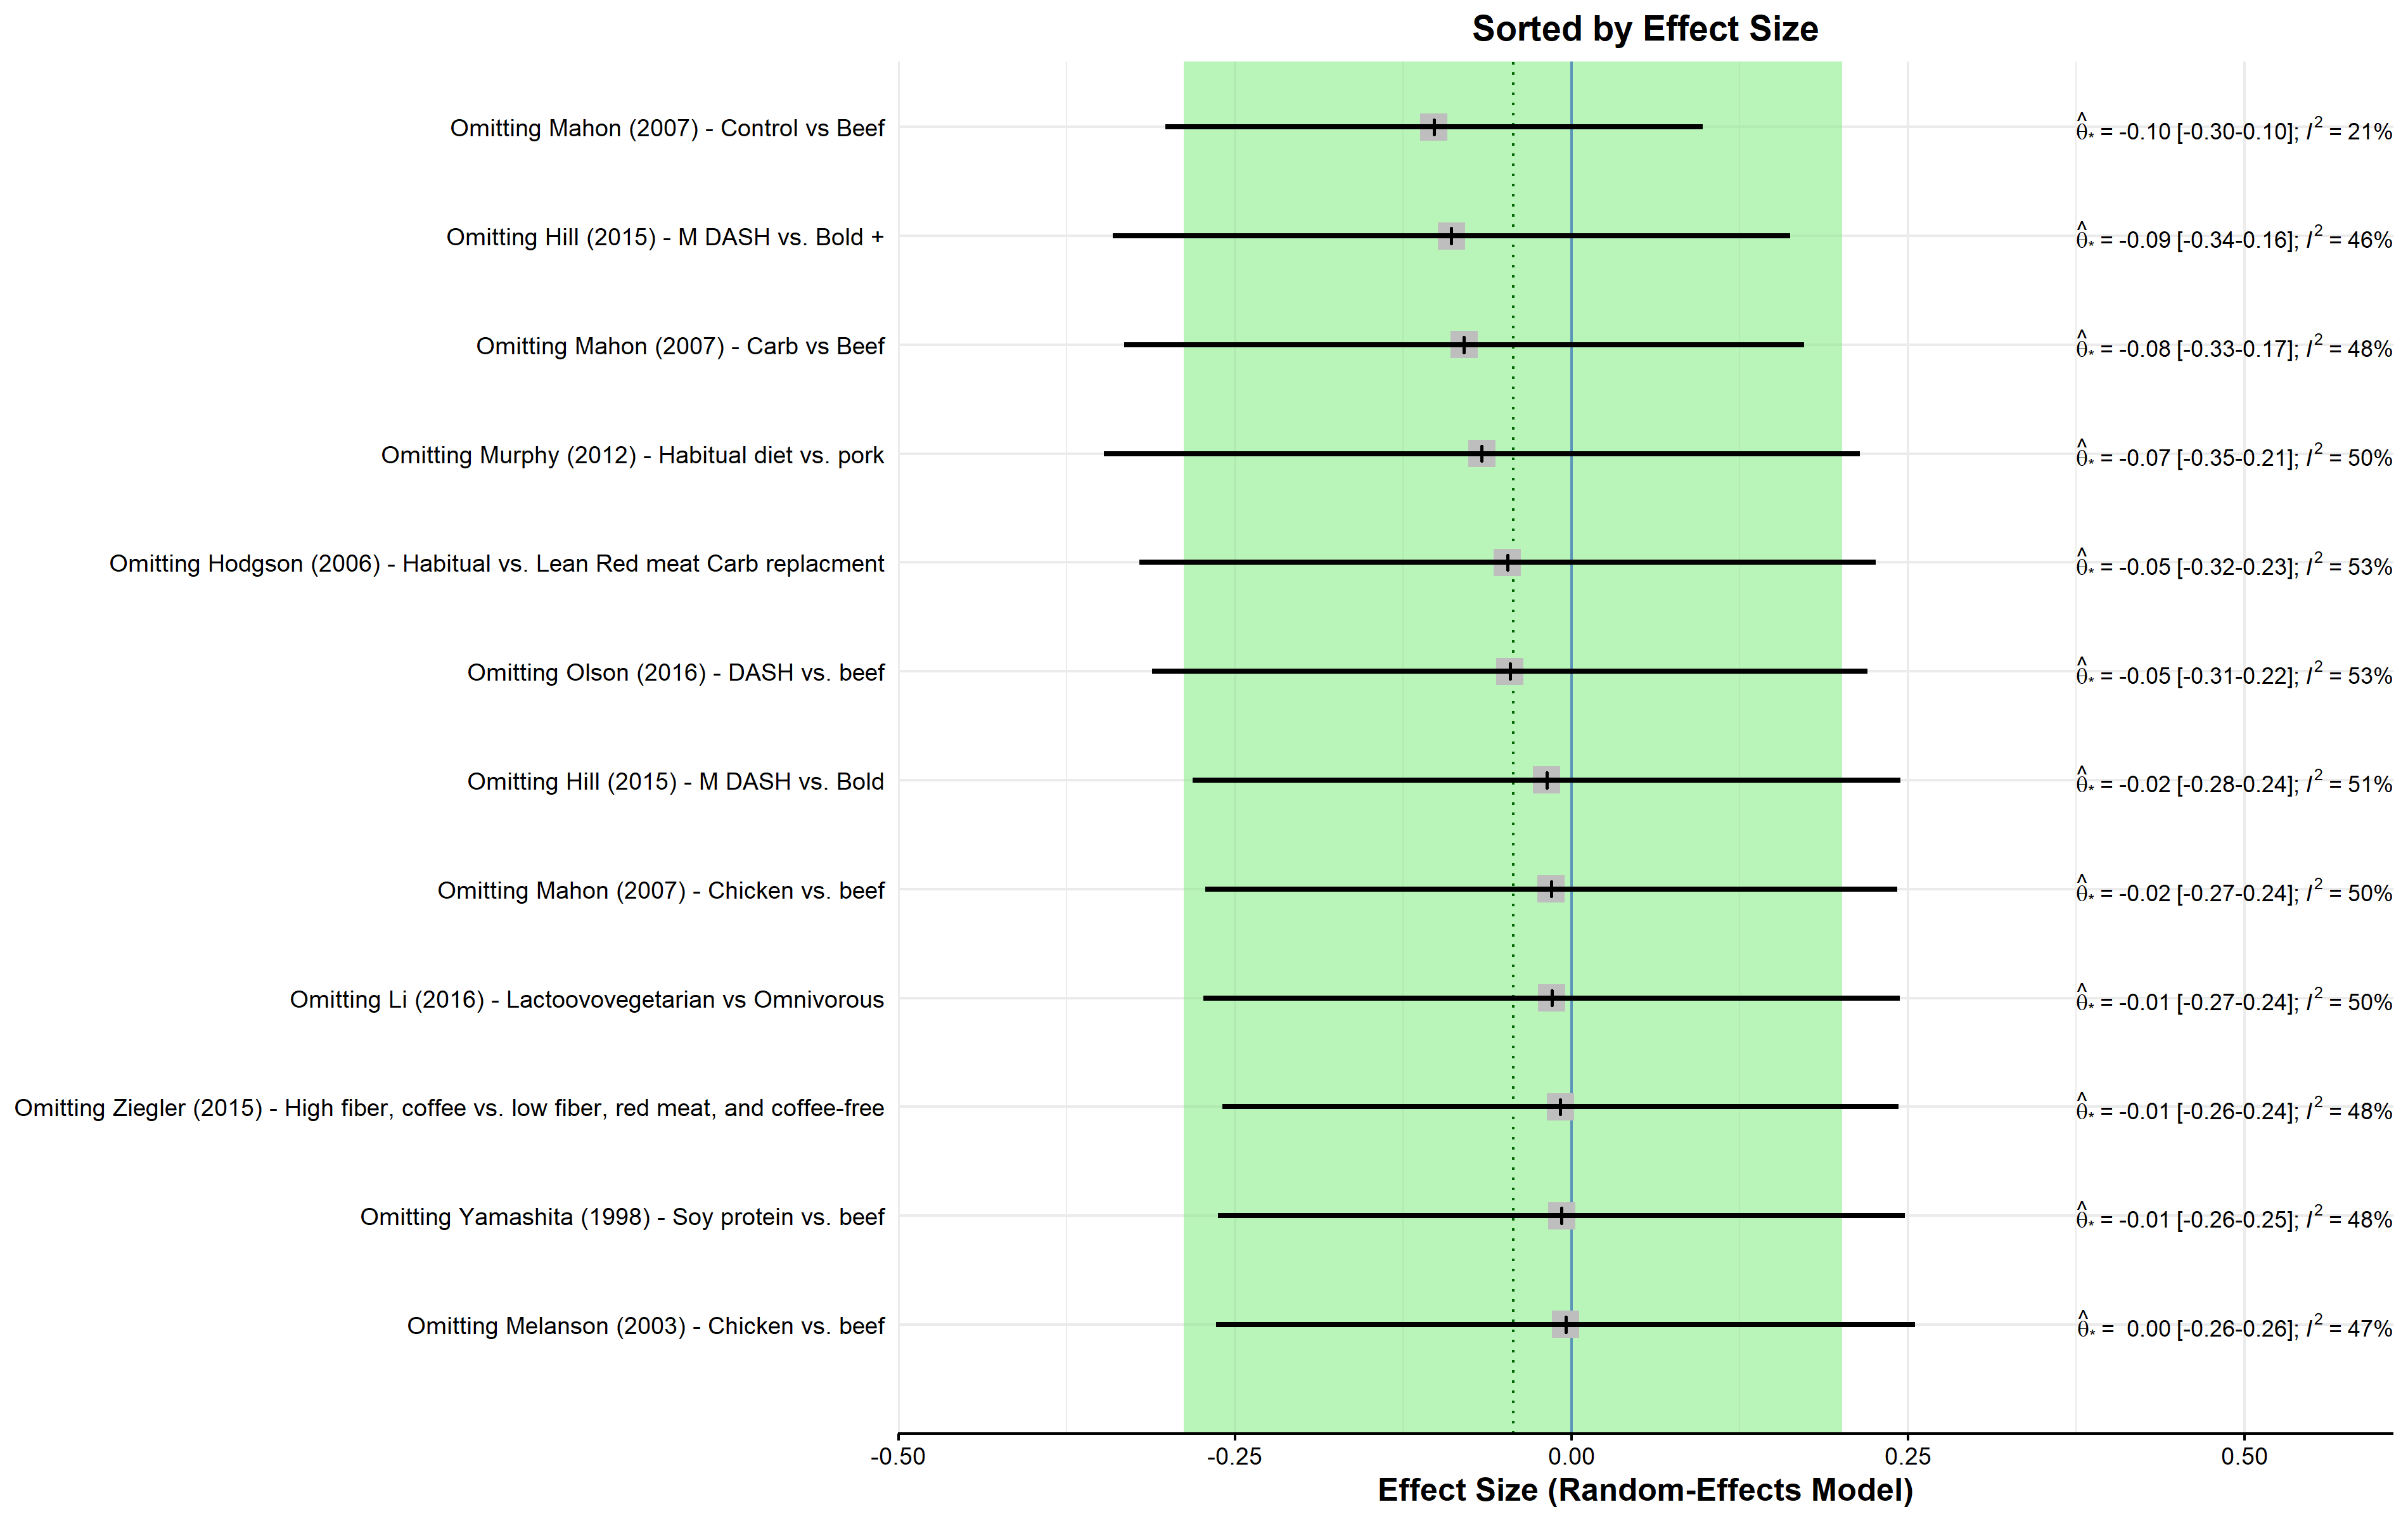 Sorted by Effect Size
Omitting Mahon (2007) - Control vs Beef θ̂* = -0.10 [-0.30-0.10]; I² = 21%
Omitting Hill (2015) - M DASH vs. Bold + θ̂* = -0.09 [-0.34-0.16]; I² = 46%
Omitting Mahon (2007) - Carb vs Beef θ̂* = -0.08 [-0.33-0.17]; I² = 48%
Omitting Murphy (2012) - Habitual diet vs. pork θ̂* = -0.07 [-0.35-0.21]; I² = 50%
Omitting Hodgson (2006) - Habitual vs. Lean Red meat Carb replacment θ̂* = -0.05 [-0.32-0.23]; I² = 53%
Omitting Olson (2016) - DASH vs. beef θ̂* = -0.05 [-0.31-0.22]; I² = 53%
Omitting Hill (2015) - M DASH vs. Bold θ̂* = -0.02 [-0.28-0.24]; I² = 51%
Omitting Mahon (2007) - Chicken vs. beef θ̂* = -0.02 [-0.27-0.24]; I² = 50%
Omitting Li (2016) - Lactoovovegetarian vs Omnivorous θ̂* = -0.01 [-0.27-0.24]; I² = 50%
Omitting Ziegler (2015) - High fiber, coffee vs. low fiber, red meat, and coffee-free θ̂* = -0.01 [-0.26-0.24]; I² = 48%
Omitting Yamashita (1998) - Soy protein vs. beef θ̂* = -0.01 [-0.26-0.25]; I² = 48%
Omitting Melanson (2003) - Chicken vs. beef θ̂* = 0.00 [-0.26-0.26]; I² = 47%
-0.50 -0.25 0.00 0.25 0.50
Effect Size (Random-Effects Model)